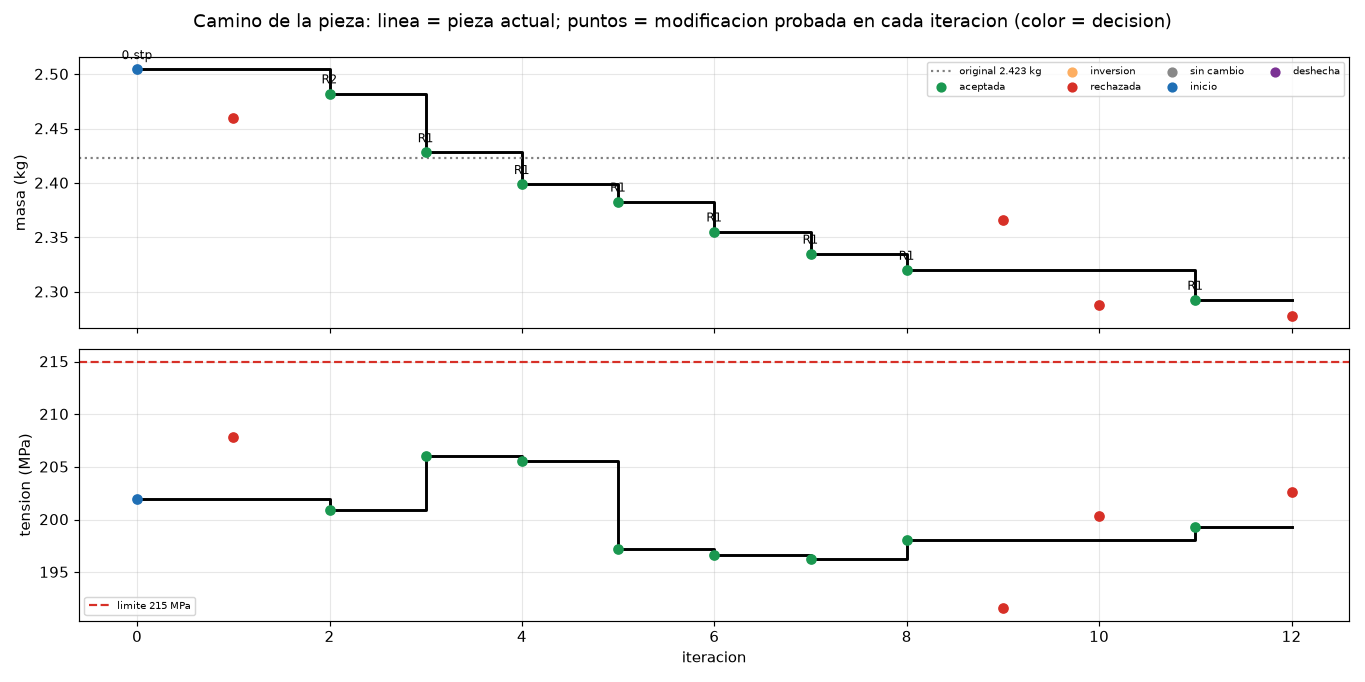 Camino de la pieza: linea = pieza actual; puntos = modificacion probada en cada iteracion (color = decision)
0.stp
R2
R1
R1
R1
R1
R1
R1
R1
original 2.423 kg
aceptada
inversion
rechazada
sin cambio
inicio
deshecha
2.50
2.45
2.40
2.35
2.30
masa (kg)
215
210
205
200
195
tension (MPa)
limite 215 MPa
0 2 4 6 8 10 12
iteracion